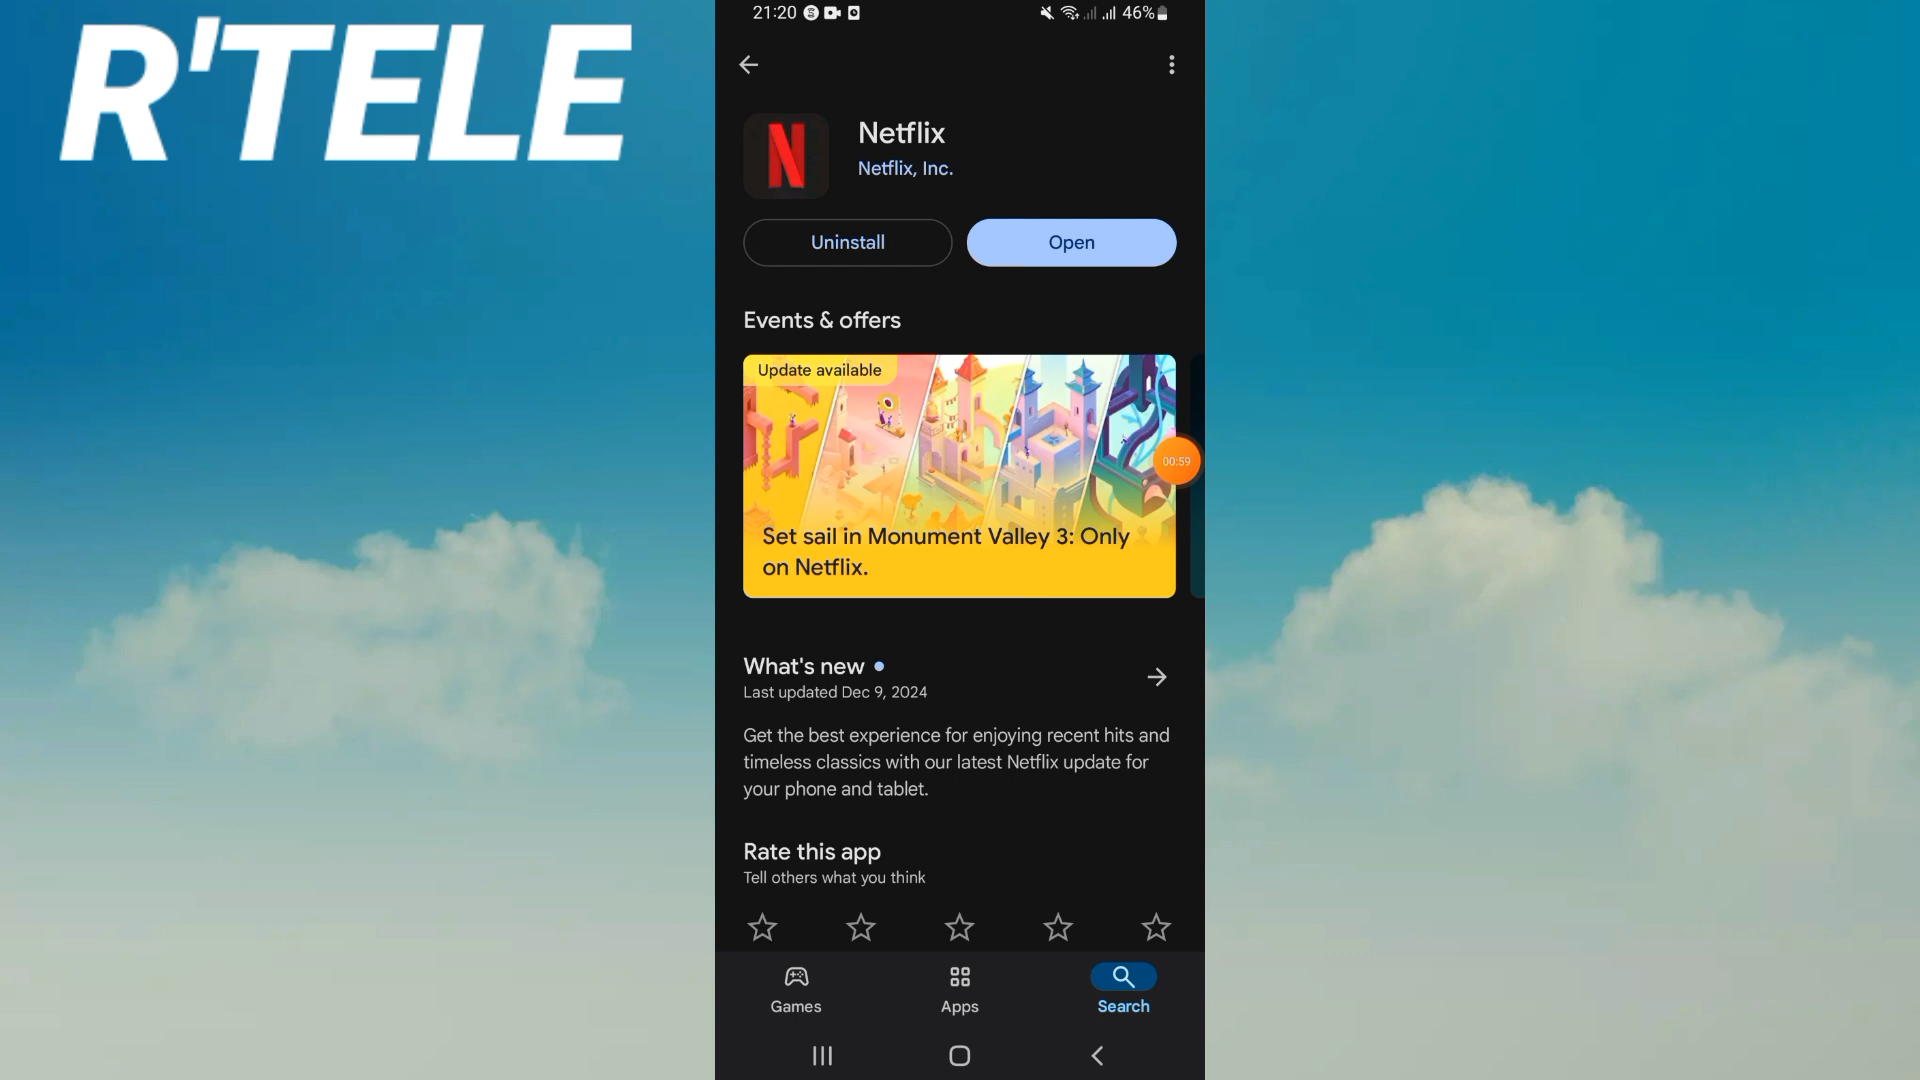 R'TELE
21:20
46%
Netflix
Netflix, Inc.
Uninstall
Open
Events & offers
Update available
00:59
Set sail in Monument Valley 3: Only
on Netflix.
What's new
Last updated Dec 9, 2024
Get the best experience for enjoying recent hits and
timeless classics with our latest Netflix update for
your phone and tablet.
Rate this app
Tell others what you think
Games
Apps
Search